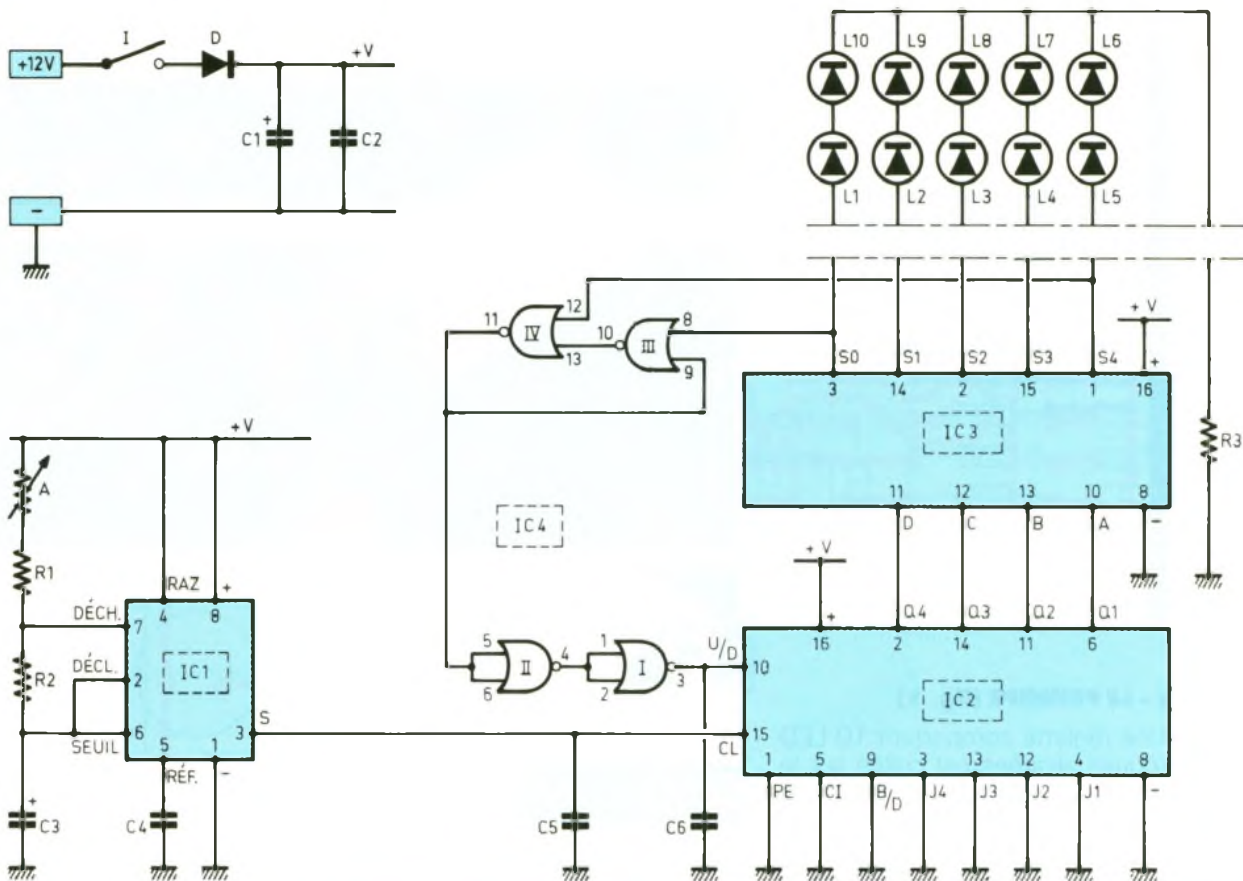 +12V
I
D
+V
C1
+
C2
-
L10
L9
L8
L7
L6
L1
L2
L3
L4
L5
11
IV
12
13
10
III
8
9
S0
S1
S2
S3
S4
+V
3
14
2
15
1
+
16
IC3
R3
11
12
13
10
8
D
C
B
A
-
IC4
+V
A
R1
R2
DÉCH.
7
RAZ
4
+
8
DÉCL.
2
IC1
SEUIL
6
5
1
3
S
RÉF.
-
+
C3
C4
5
II
6
4
1
I
2
3
U/D
10
+V
+
16
Q4
Q3
Q2
Q1
2
14
11
6
IC2
15
CL
1
5
9
3
13
12
4
8
PE
CI
B/D
J4
J3
J2
J1
-
C5
C6